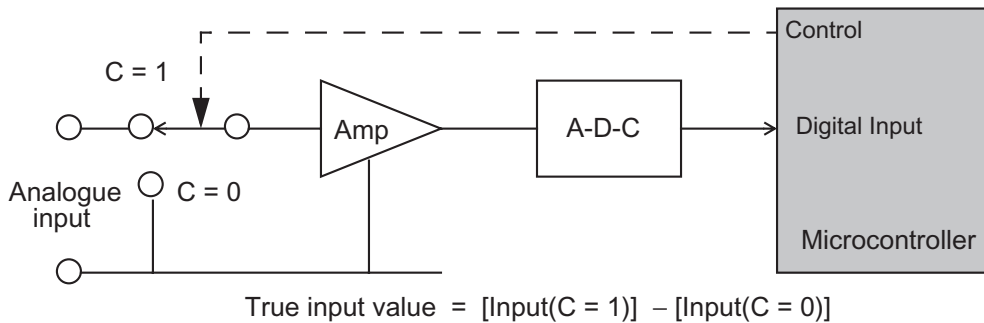 Control
C = 1
Amp
A-D-C
Digital Input
C = 0
Analogue
input
Microcontroller
True input value = [Input(C = 1)] – [Input(C = 0)]